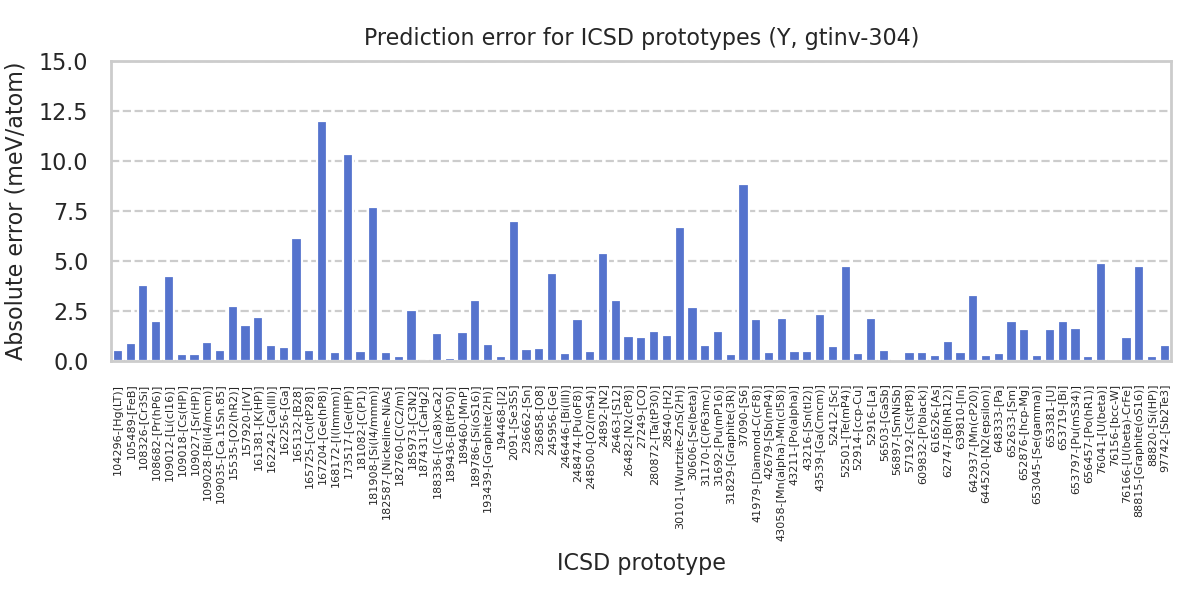 Prediction error for ICSD prototypes (Y, gtinv-304)
Absolute error (meV/atom)
15.0
12.5
10.0
7.5
5.0
2.5
0.0
104296-[Hg(LT)]
105489-[FeB]
108326-[Cr3Si]
108682-[Pr(hP6)]
109012-[Li(cI16)]
109018-[Cs(HP)]
109027-[Sr(HP)]
109028-[Bi(I4/mcm)]
109035-[Ca.15Sn.85]
15535-[O2(hR2)]
157920-[IrV]
161381-[K(HP)]
162242-[Ca(III)]
162256-[Ga]
165132-[B28]
165725-[Co(tP28)]
167204-[Ge(hP8)]
168172-[I(Immm)]
173517-[Ge(HP)]
181082-[C(P1)]
181908-[Si(I4/mmm)]
182587-[Nickeline-NiAs]
182760-[C(C2/m)]
185973-[C3N2]
187431-[CaHg2]
188336-[(Ca8)xCa2]
189436-[B(tP50)]
189460-[MnP]
189786-[Si(oS16)]
193439-[Graphite(2H)]
194468-[I2]
2091-[Se3S5]
236662-[Sn]
236858-[O8]
245956-[Ge]
246446-[Bi(III)]
248474-[Pu(oF8)]
248500-[O2(mS4)]
24892-[N2]
26463-[S12]
26482-[N2(cP8)]
27249-[CO]
280872-[Ta(tP30)]
28540-[H2]
30101-[Wurtzite-ZnS(2H)]
30606-[Se(beta)]
31170-[C(P63mc)]
31692-[Pu(mP16)]
31829-[Graphite(3R)]
37090-[S6]
41979-[Diamond-C(cF8)]
42679-[Sb(mP4)]
43058-[Mn(alpha)-Mn(cI58)]
43211-[Po(alpha)]
43216-[Sn(tI2)]
43539-[Ga(Cmcm)]
52412-[Sc]
52501-[Te(mP4)]
52914-[ccp-Cu]
52916-[La]
56503-[GaSb]
56897-[SmNiSb]
57192-[Cs(tP8)]
609832-[P(black)]
616526-[As]
62747-[B(hR12)]
639810-[In]
642937-[Mn(cP20)]
644520-[N2(epsilon)]
648333-[Pa]
652633-[Sm]
652876-[hcp-Mg]
653045-[Se(gamma)]
653381-[U]
653719-[Bi]
653797-[Pu(mS34)]
656457-[Po(hR1)]
76041-[U(beta)]
76156-[bcc-W]
76166-[U(beta)-CrFe]
88815-[Graphite(oS16)]
88820-[Si(HP)]
97742-[Sb2Te3]
ICSD prototype